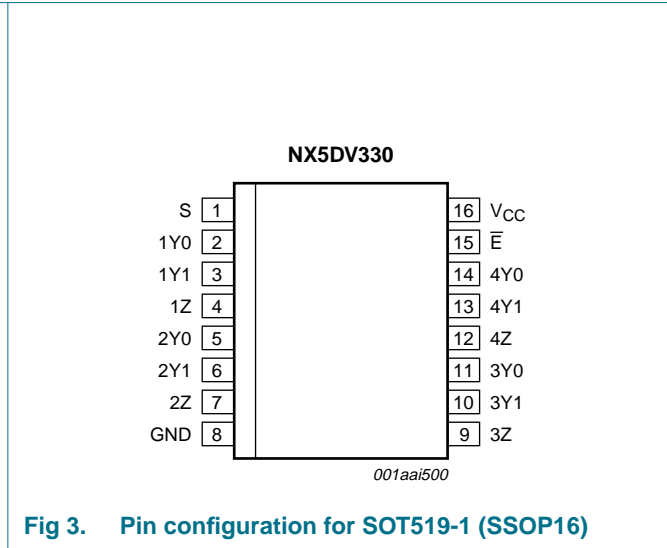 NX5DV330
S 1 16 VCC
1Y0 2 15 E̅
1Y1 3 14 4Y0
1Z 4 13 4Y1
2Y0 5 12 4Z
2Y1 6 11 3Y0
2Z 7 10 3Y1
GND 8 9 3Z
001aai500
Fig 3. Pin configuration for SOT519-1 (SSOP16)